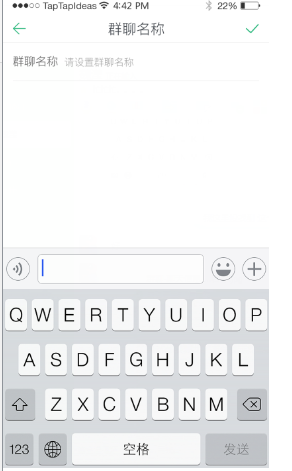 TapTapIdeas 4:42 PM 22%
群聊名称
群聊名称 请设置群聊名称
Q W E R T Y U I O P
A S D F G H J K L
Z X C V B N M
123 空格 发送